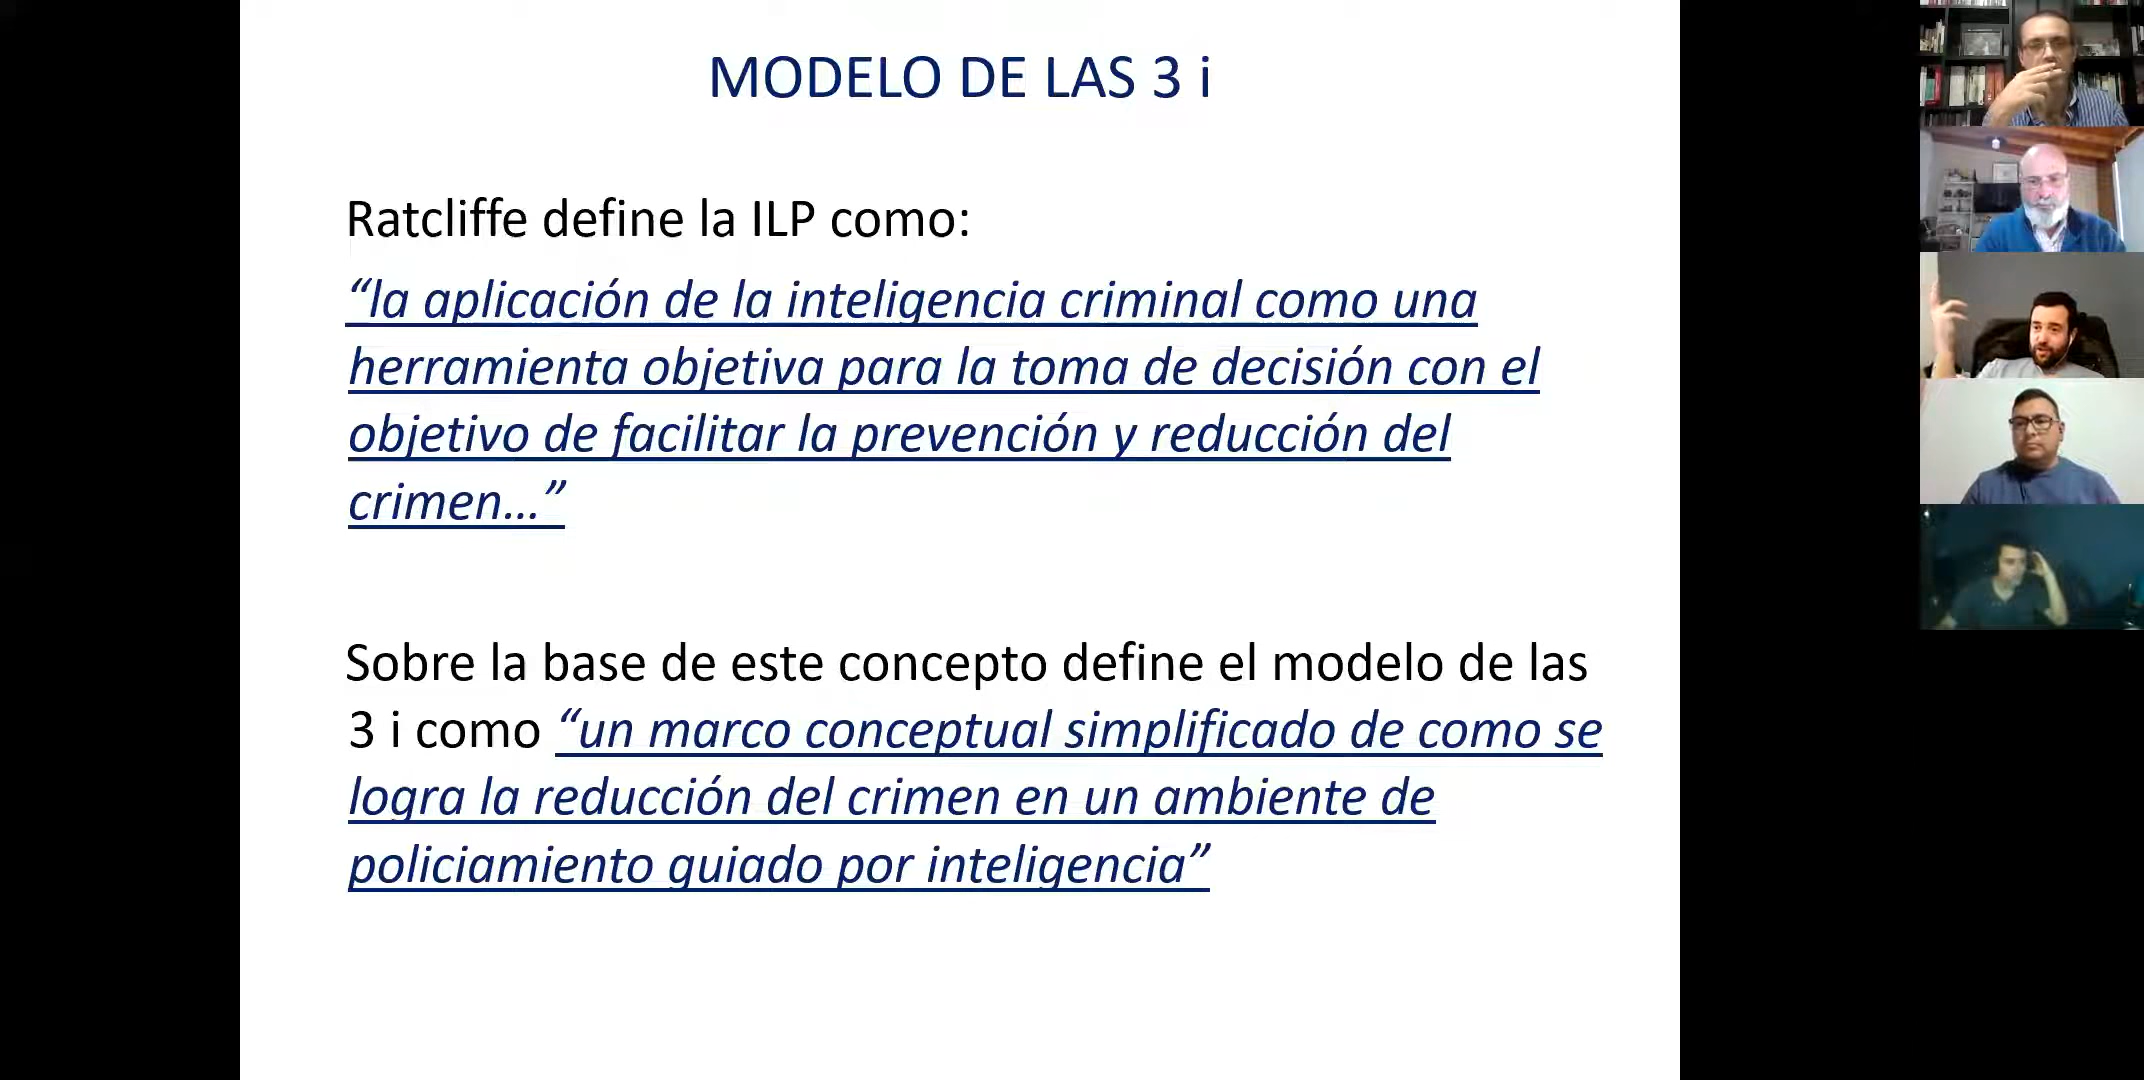 MODELO DE LAS 3 i
Ratcliffe define la ILP como:
“la aplicación de la inteligencia criminal como una
herramienta objetiva para la toma de decisión con el
objetivo de facilitar la prevención y reducción del
crimen…”
Sobre la base de este concepto define el modelo de las
3 i como “un marco conceptual simplificado de como se
logra la reducción del crimen en un ambiente de
policiamiento guiado por inteligencia”